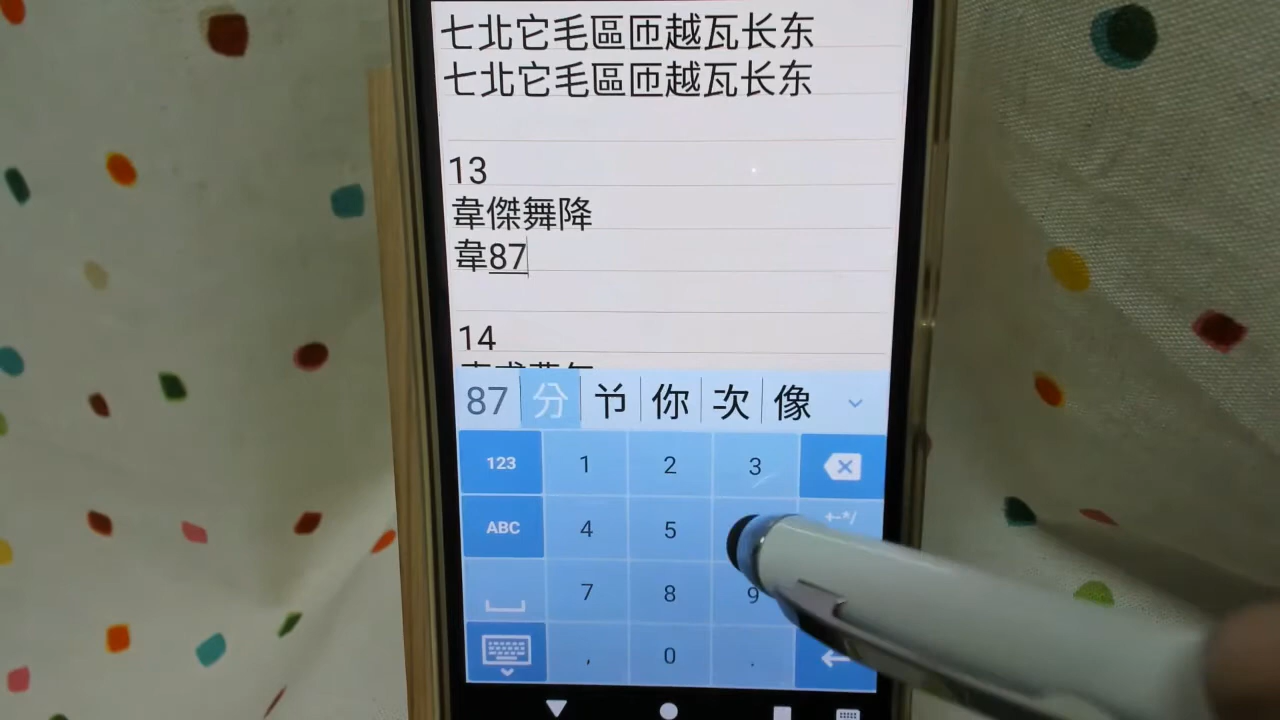 七北它毛區匝越瓦长东
七北它毛區匝越瓦长东
13
韋傑舞降
韋87
14
87 分 兯 你 次 像
123 1 2 3
ABC 4 5 +-*/
7 8 9
, 0 .